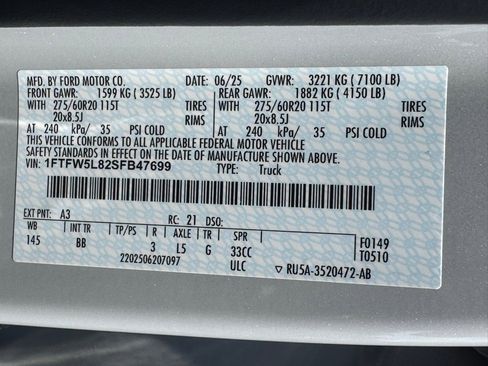 MFD. BY FORD MOTOR CO. 06/25 GVWR: 3221 KG ( 7100 LB)
FRONT GAWR: 1599 KG ( 3525 LB) REAR GAWR: 1882 KG ( 4150 LB)
WITH 275/60R20 115T TIRES WITH 275/60R20 115T TIRES
20x8.5J RIMS 20x8.5J RIMS
AT 240 kPa/ 35 PSI COLD AT 240 kPa/ 35 PSI COLD
THIS VEHICLE CONFORMS TO ALL APPLICABLE FEDERAL MOTOR VEHICLE
SAFETY STANDARDS IN EFFECT ON THE DATE OF MANUFACTURE SHOWN ABOVE.
VIN: 1FTFW5L82SFB47699 TYPE: Truck
EXT PNT: A3 RC: 21 DSO:
WB INT TR TP/PS R AXLE TR SPR F0149
145 BB 3 L5 G 33CC T0510
ULC
2202506207097 RU5A-3520472-AB